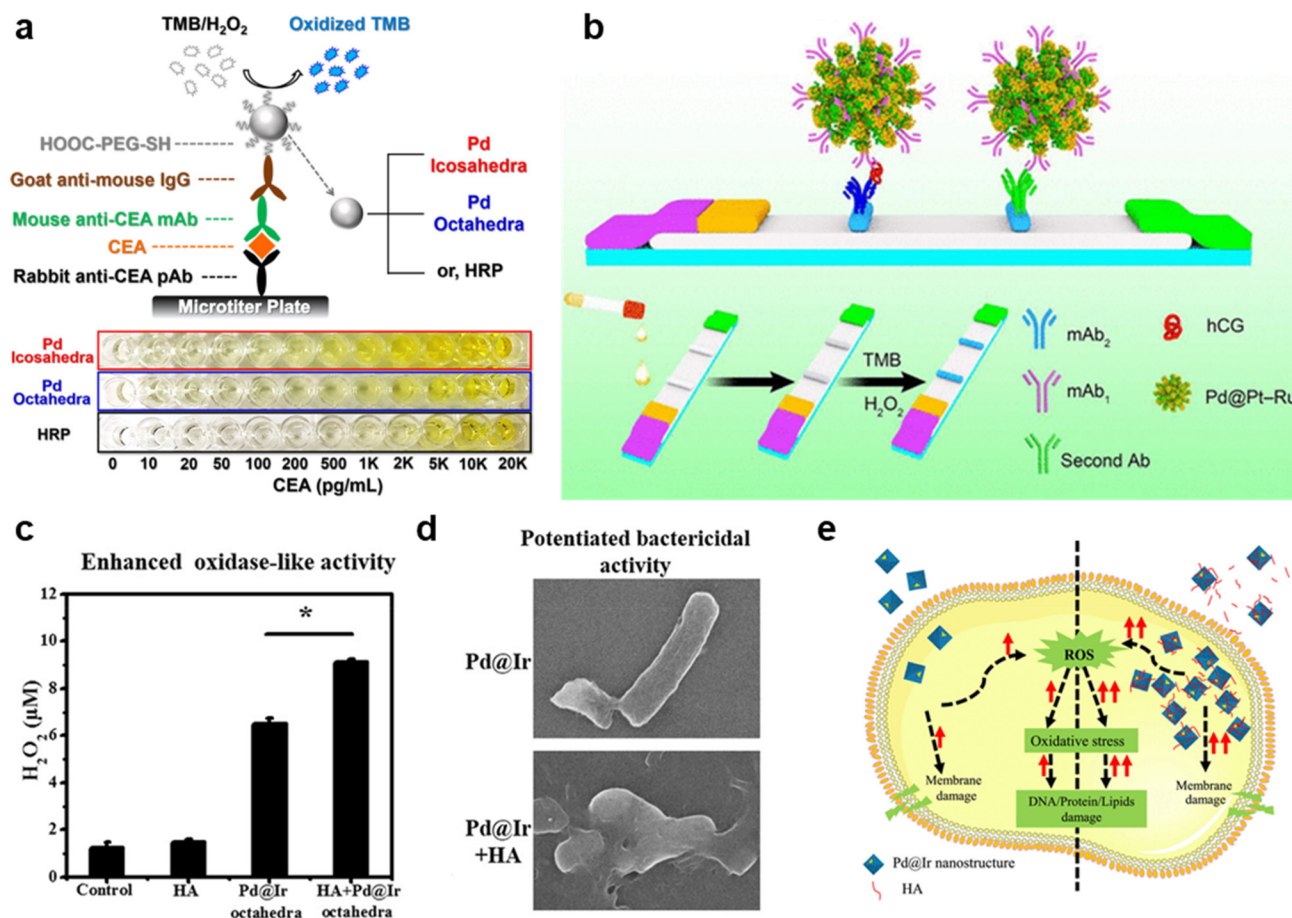 a
TMB/H₂O₂
Oxidized TMB
HOOC-PEG-SH
Goat anti-mouse IgG
Mouse anti-CEA mAb
CEA
Rabbit anti-CEA pAb
Microtiter Plate
Pd
Icosahedra
Pd
Octahedra
or, HRP
Pd
Icosahedra
Pd
Octahedra
HRP
0 10 20 50 100 200 500 1K 2K 5K 10K 20K
CEA (pg/mL)
b
TMB
H₂O₂
mAb₂
hCG
mAb₁
Pd@Pt–Ru
Second Ab
c
Enhanced oxidase-like activity
H₂O₂ (μM)
12
10
8
6
4
2
0
*
Control
HA
Pd@Ir
octahedra
HA+Pd@Ir
octahedra
d
Potentiated bactericidal
activity
Pd@Ir
Pd@Ir
+HA
e
ROS
Oxidative stress
Membrane
damage
DNA/Protein/Lipids
damage
Membrane
damage
Pd@Ir nanostructure
HA